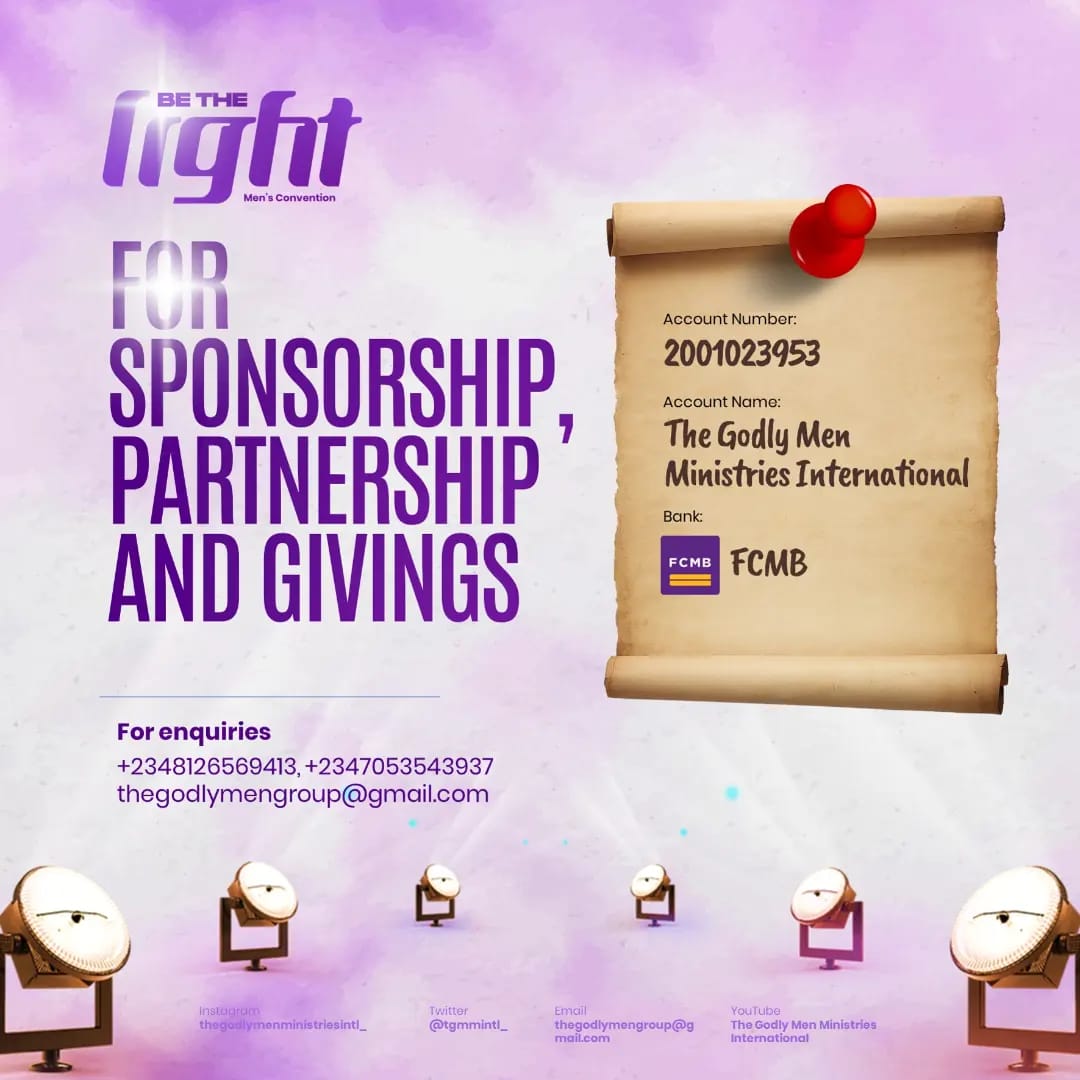 BE THE
light
Men's Convention
FOR
SPONSORSHIP,
PARTNERSHIP
AND GIVINGS
Account Number:
2001023953
Account Name:
The Godly Men
Ministries International
Bank:
FCMB FCMB
For enquiries
+2348126569413, +2347053543937
thegodlymengroup@gmail.com
Instagram
thegodlymenministriesintl_
Twitter
@tgmmintl_
Email
thegodlymengroup@g
mail.com
YouTube
The Godly Men Ministries
International